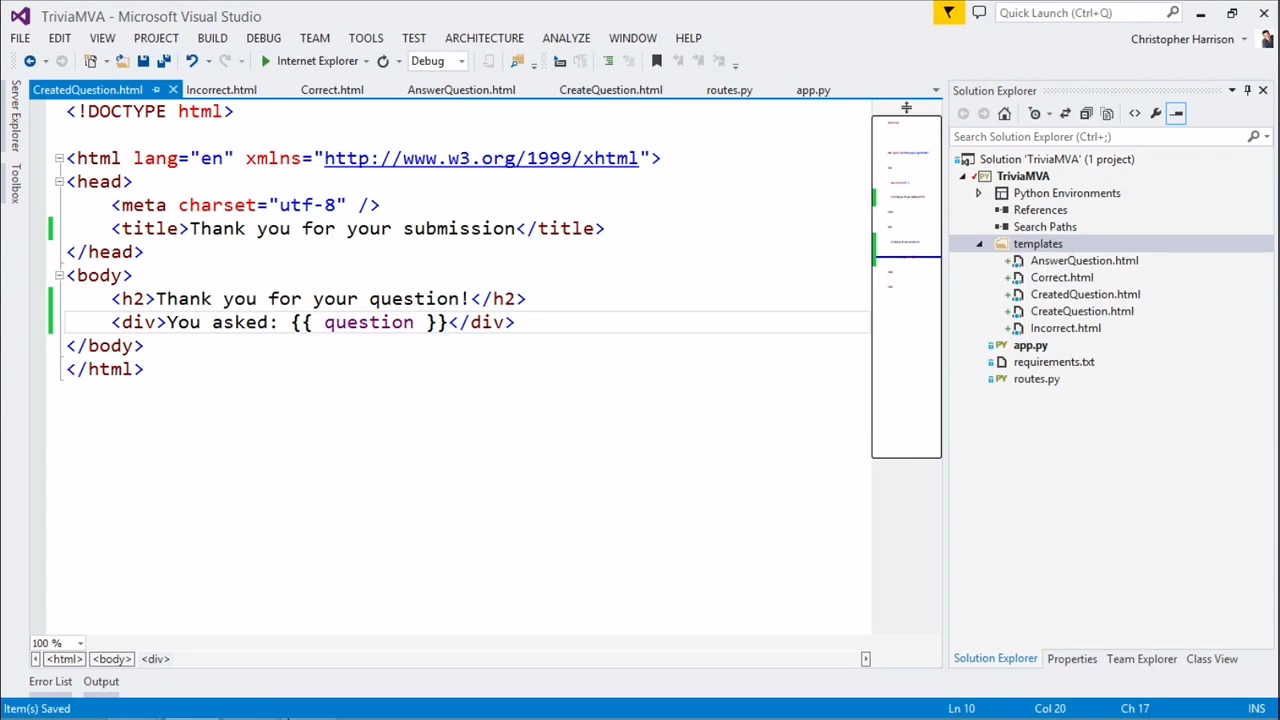 TriviaMVA - Microsoft Visual Studio
Quick Launch (Ctrl+Q)
FILE EDIT VIEW PROJECT BUILD DEBUG TEAM TOOLS TEST ARCHITECTURE ANALYZE WINDOW HELP
Christopher Harrison
Internet Explorer
Debug
CreatedQuestion.html Incorrect.html Correct.html AnswerQuestion.html CreateQuestion.html routes.py app.py
<!DOCTYPE html>
<html lang="en" xmlns="http://www.w3.org/1999/xhtml">
<head>
<meta charset="utf-8" />
<title>Thank you for your submission</title>
</head>
<body>
<h2>Thank you for your question!</h2>
<div>You asked: {{ question }}</div>
</body>
</html>
Server Explorer
Toolbox
100 %
<html> <body> <div>
Error List Output
Solution Explorer
Search Solution Explorer (Ctrl+;)
Solution 'TriviaMVA' (1 project)
PY TriviaMVA
Python Environments
References
Search Paths
templates
AnswerQuestion.html
Correct.html
CreatedQuestion.html
CreateQuestion.html
Incorrect.html
PY app.py
requirements.txt
PY routes.py
Solution Explorer Properties Team Explorer Class View
Item(s) Saved
Ln 10 Col 20 Ch 17 INS